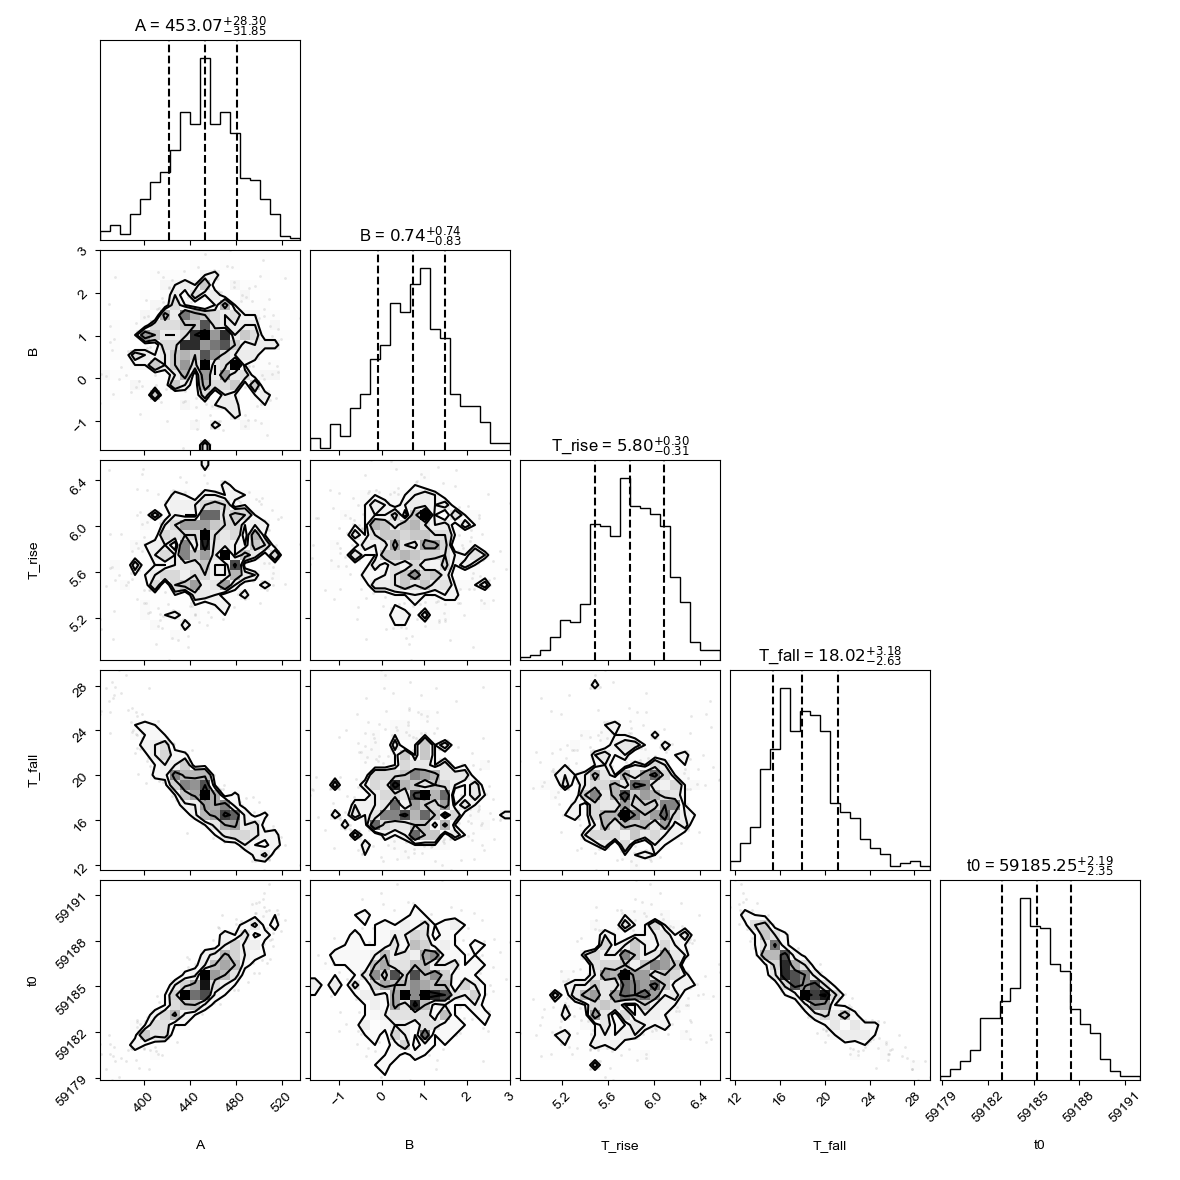 A = 453.07+28.30−31.85
3
2
1
0
−1
B
B = 0.74+0.74−0.83
6.4
6.0
5.6
5.2
T_rise
T_rise = 5.80+0.30−0.31
28
24
20
16
12
T_fall
T_fall = 18.02+3.18−2.63
59191
59188
59185
59182
59179
t0
t0 = 59185.25+2.19−2.35
400 440 480 520
−1 0 1 2 3
5.2 5.6 6.0 6.4
12 16 20 24 28
59179 59182 59185 59188 59191
A B T_rise T_fall t0